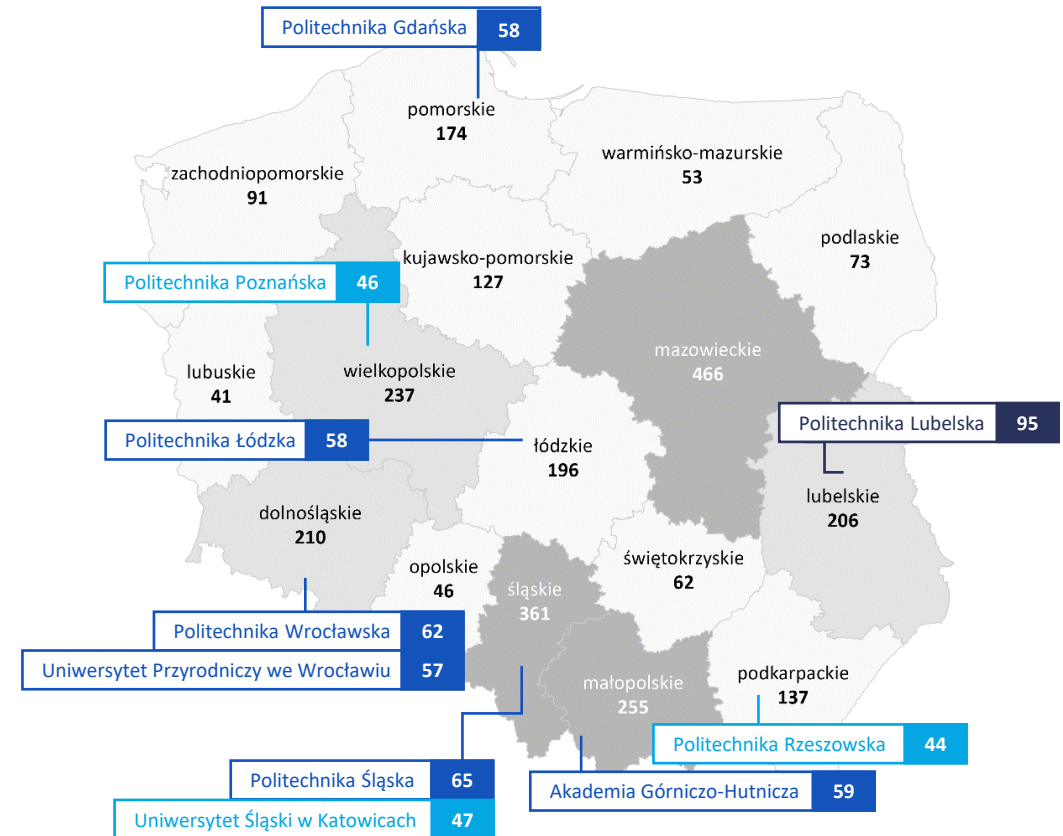 Politechnika Gdańska 58
pomorskie
174
warmińsko-mazurskie
53
zachodniopomorskie
91
podlaskie
73
kujawsko-pomorskie
127
Politechnika Poznańska 46
mazowieckie
466
lubuskie
41
wielkopolskie
237
Politechnika Lubelska 95
Politechnika Łódzka 58
łódzkie
196
lubelskie
206
dolnośląskie
210
świętokrzyskie
62
opolskie
46
śląskie
361
Politechnika Wrocławska 62
Uniwersytet Przyrodniczy we Wrocławiu 57
podkarpackie
137
małopolskie
255
Politechnika Rzeszowska 44
Politechnika Śląska 65
Akademia Górniczo-Hutnicza 59
Uniwersytet Śląski w Katowicach 47